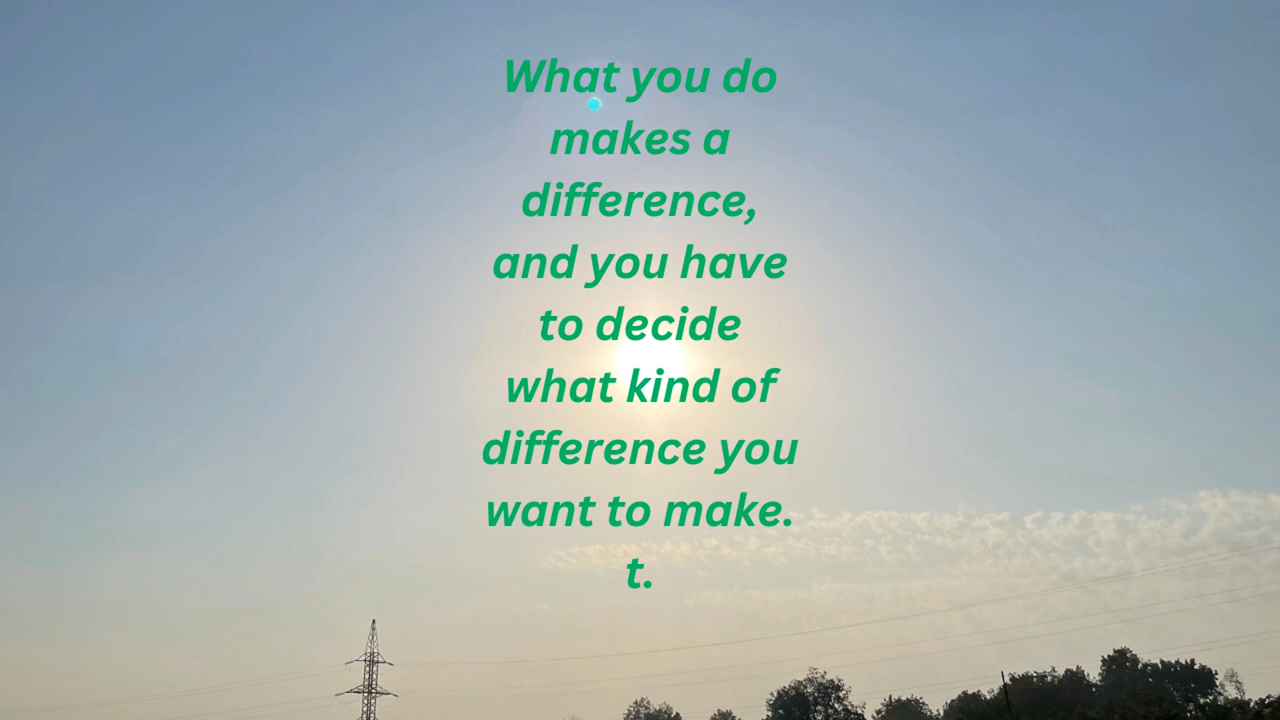 What you do
makes a
difference,
and you have
to decide
what kind of
difference you
want to make.
t.